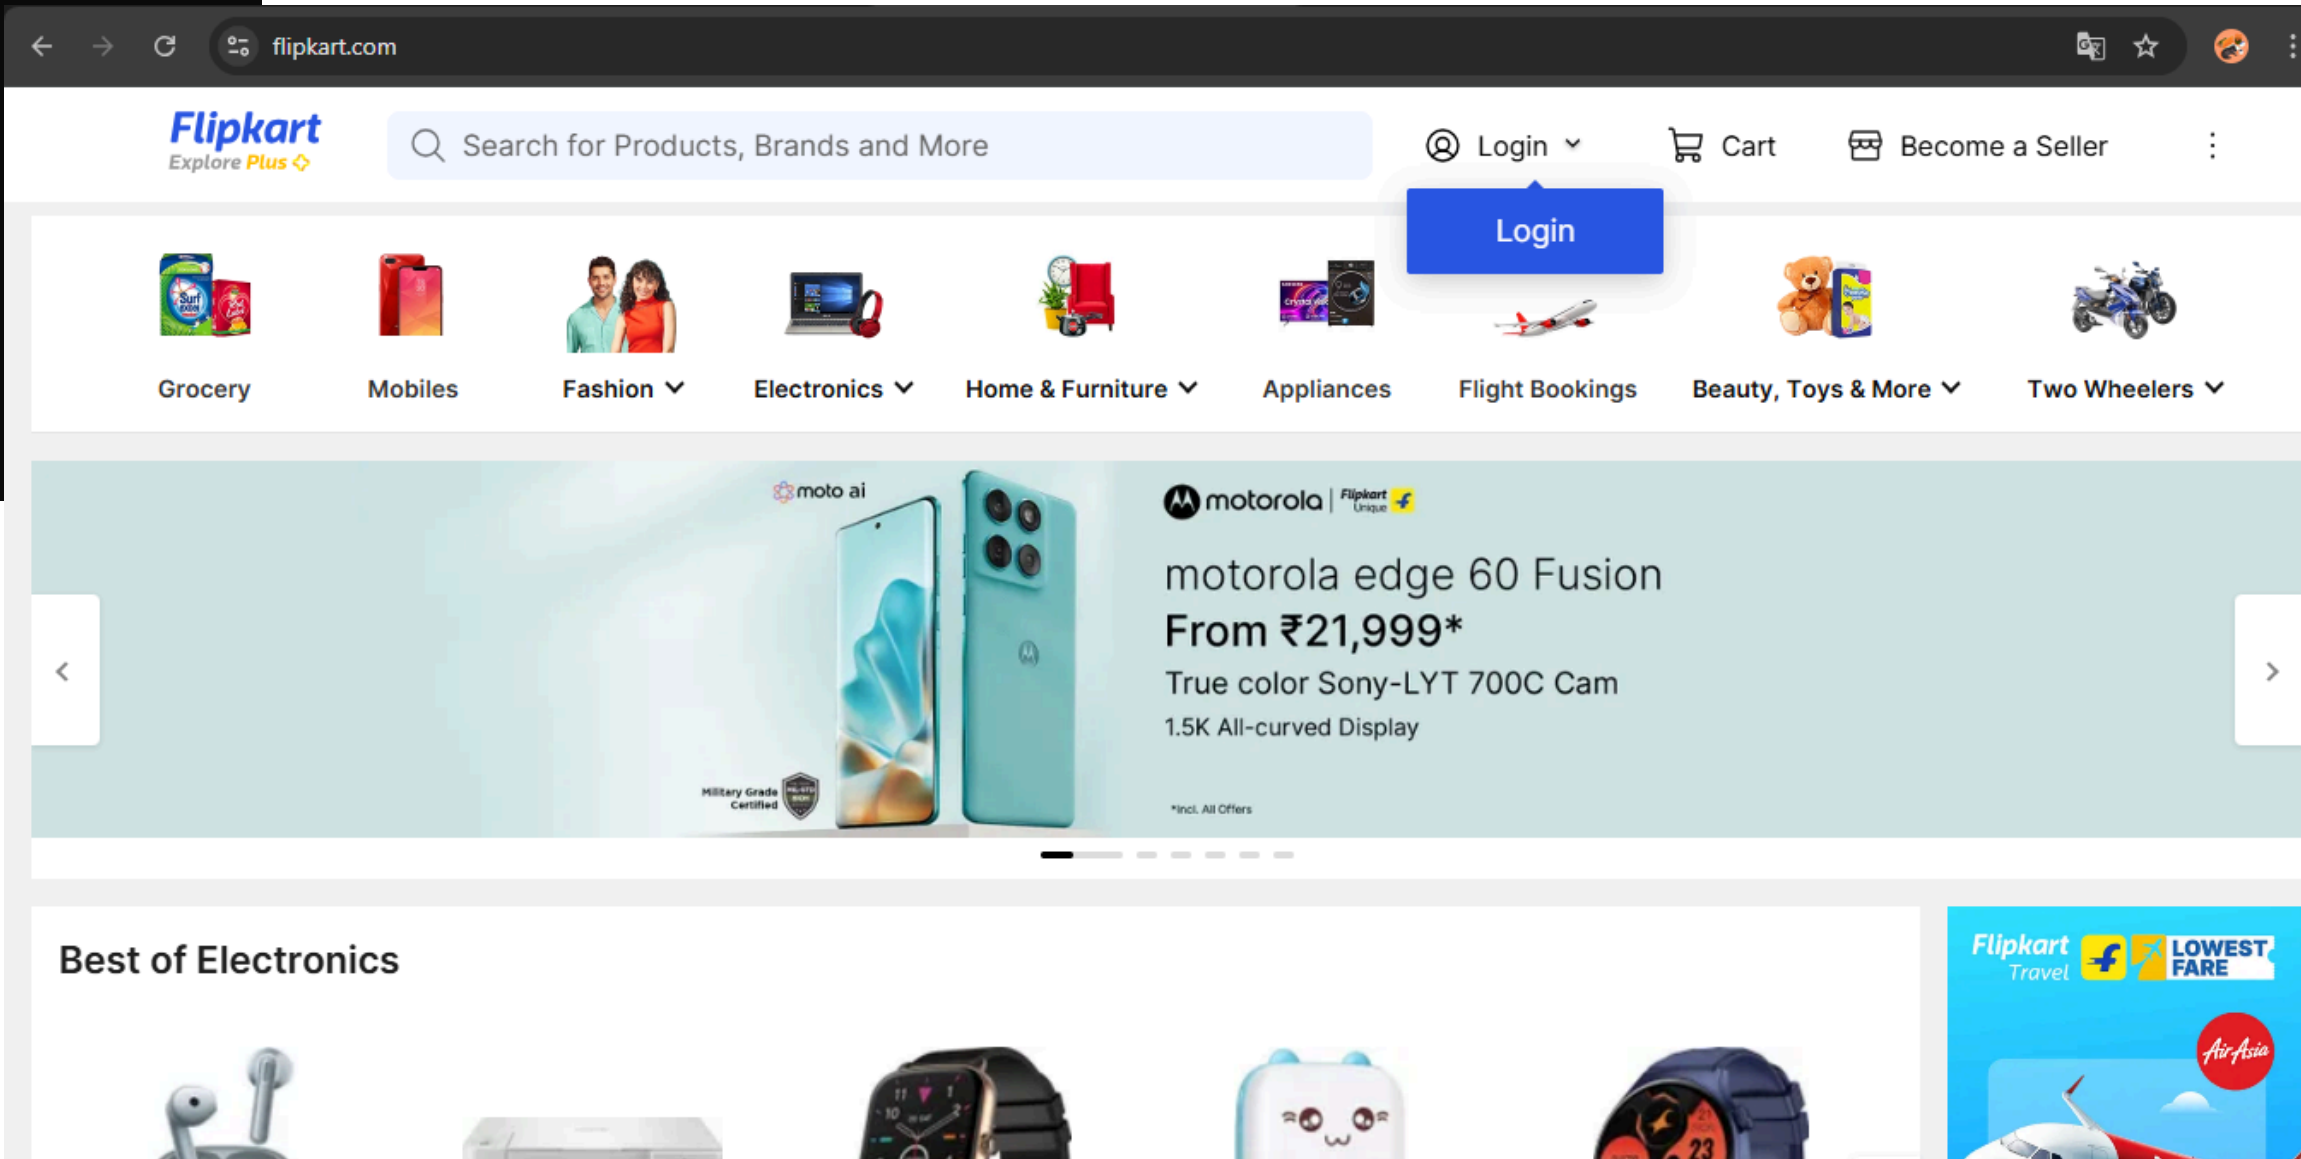 flipkart.com
Flipkart
Explore Plus
Search for Products, Brands and More
Login
Cart
Become a Seller
Login
Grocery
Mobiles
Fashion
Electronics
Home & Furniture
Appliances
Flight Bookings
Beauty, Toys & More
Two Wheelers
moto ai
motorola
Flipkart
Unique
motorola edge 60 Fusion
From ₹21,999*
True color Sony-LYT 700C Cam
1.5K All-curved Display
Military Grade
Certified
*Incl. All Offers
Best of Electronics
Flipkart
Travel
LOWEST
FARE
AirAsia